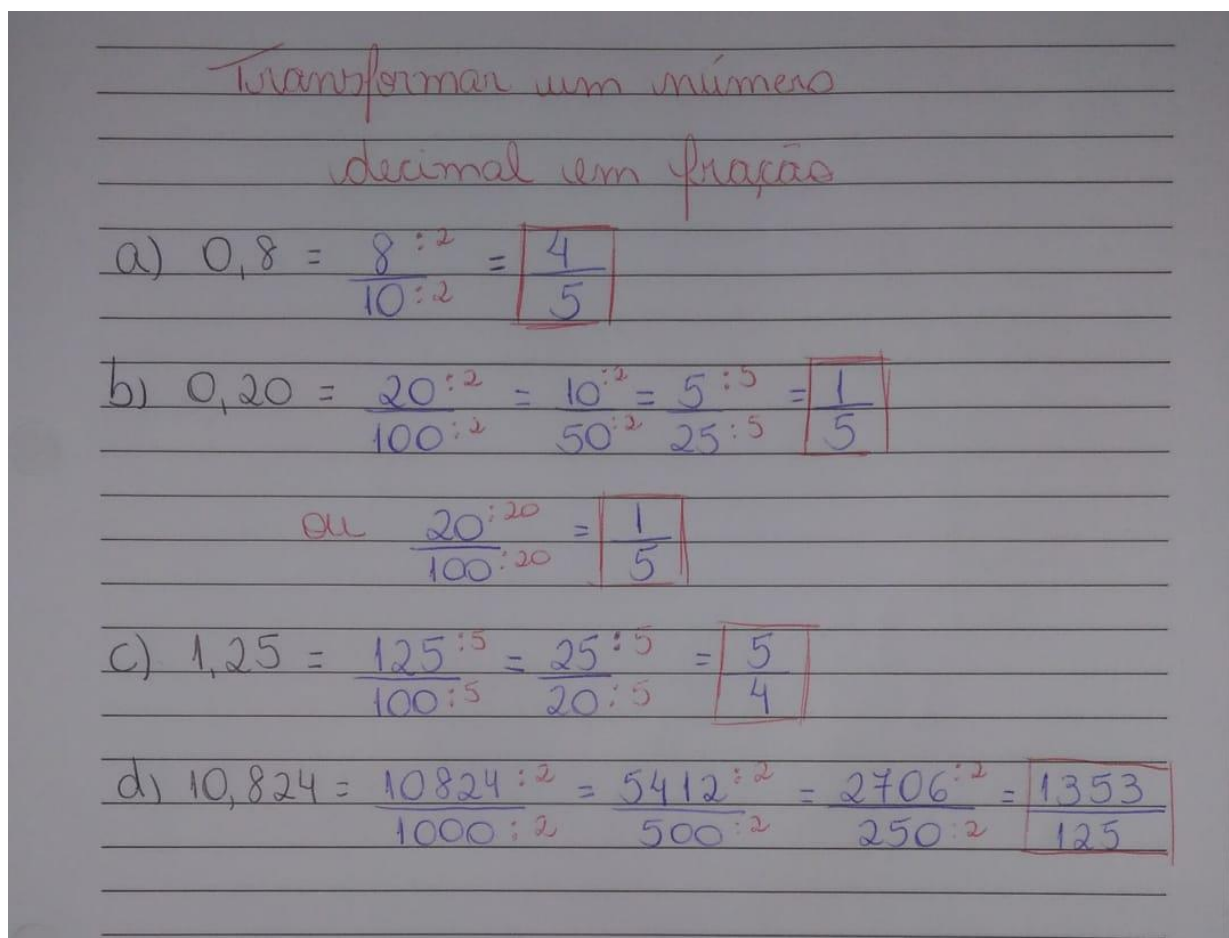 Transformar um número
decimal em fração
a) 0,8 = 8:2/10:2 = 4/5
b) 0,20 = 20:2/100:2 = 10:2/50:2 = 5:5/25:5 = 1/5
ou 20:20/100:20 = 1/5
c) 1,25 = 125:5/100:5 = 25:5/20:5 = 5/4
d) 10,824 = 10824:2/1000:2 = 5412:2/500:2 = 2706:2/250:2 = 1353/125